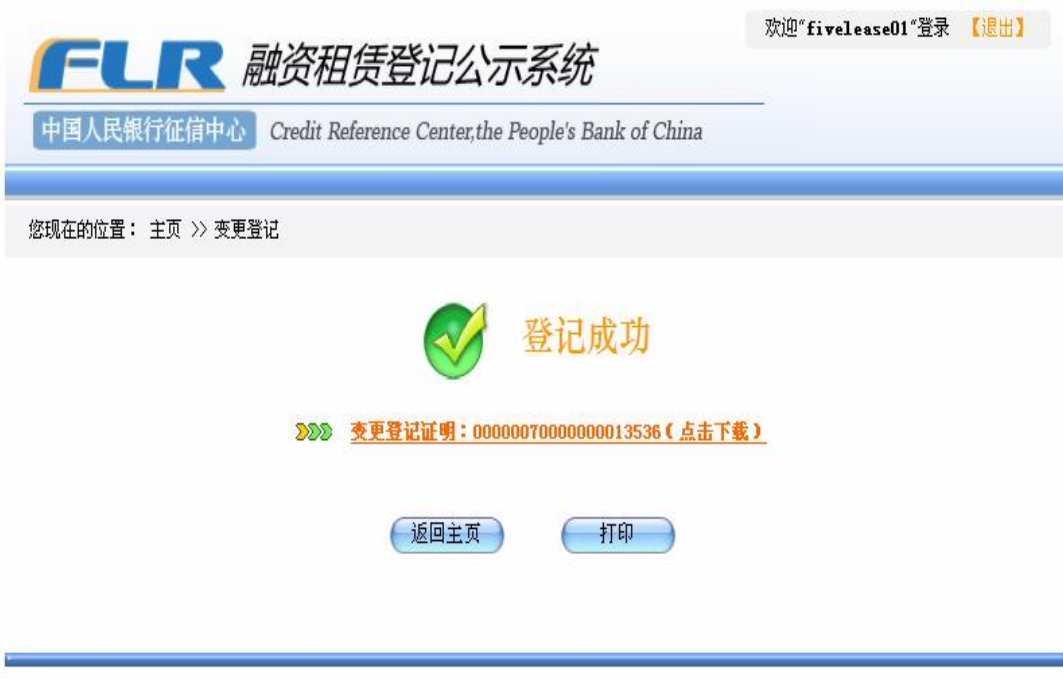 欢迎"fivelease01"登录 【退出】
FLR 融资租赁登记公示系统
中国人民银行征信中心 Credit Reference Center,the People's Bank of China
您现在的位置： 主页 >> 变更登记
登记成功
变更登记证明：00000070000000013536（点击下载）
返回主页 打印